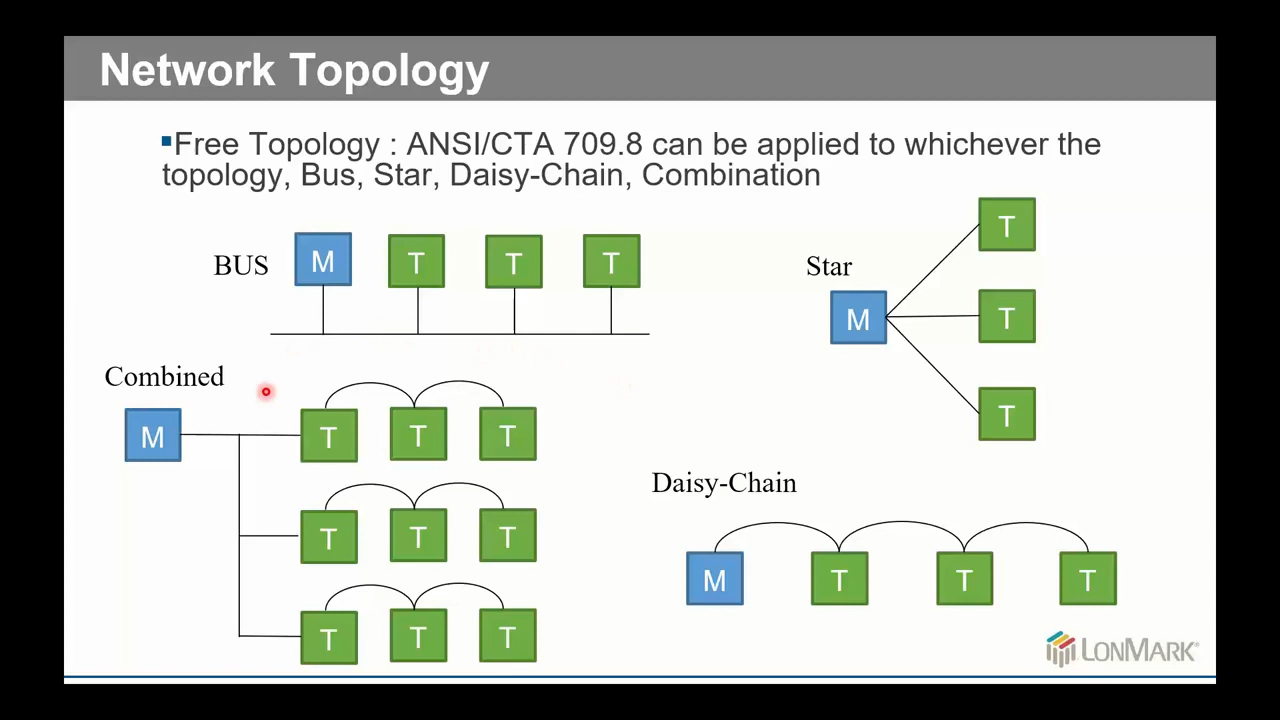 Network Topology
▪Free Topology : ANSI/CTA 709.8 can be applied to whichever the
topology, Bus, Star, Daisy-Chain, Combination
BUS
M T T T
Star
M
T
T
T
Combined
M
T T T
T T T
T T T
Daisy-Chain
M T T T
LONMARK®